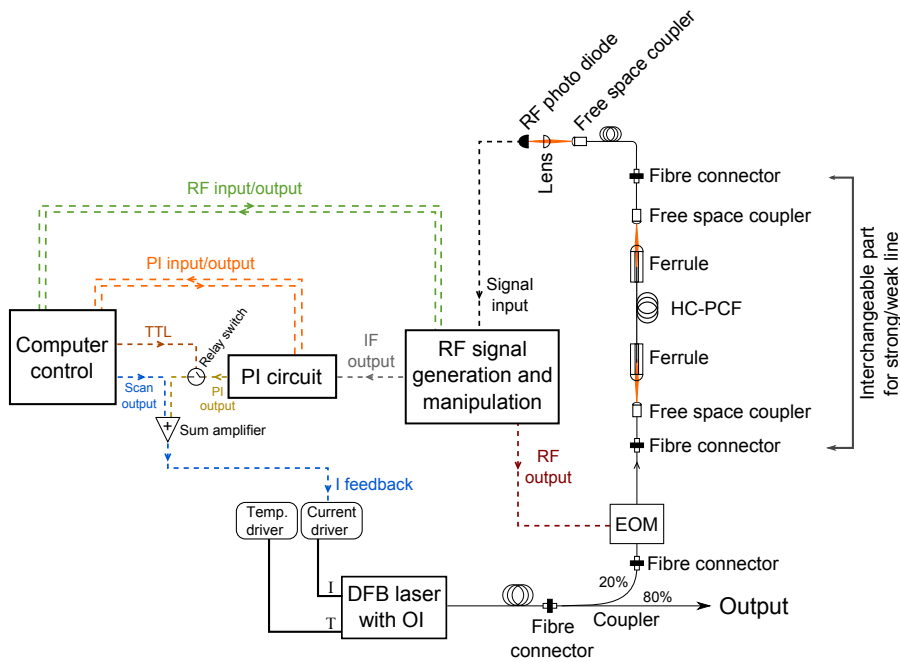 RF photo diode
Free space coupler
Lens
Fibre connector
RF input/output
Free space coupler
PI input/output
Ferrule
Signal
input
HC-PCF
Interchangeable part
for strong/weak line
Computer
control
TTL
Relay switch
PI circuit
IF
output
RF signal
generation and
manipulation
Ferrule
Scan
output
PI
output
Free space coupler
+
Sum amplifier
Fibre connector
RF
output
I feedback
Temp.
driver
Current
driver
EOM
Fibre connector
I
T
DFB laser
with OI
20%
80%
Coupler
Output
Fibre
connector